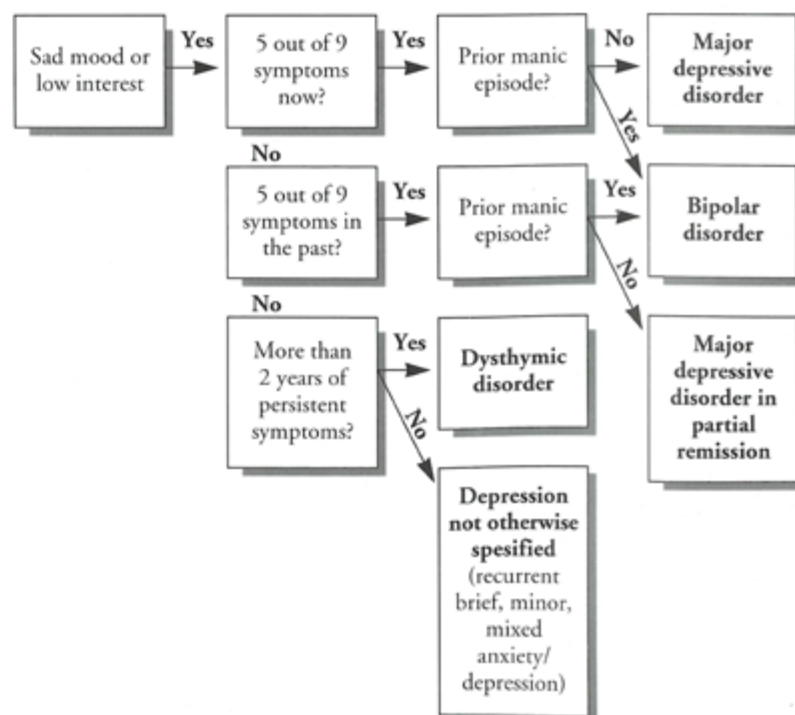 Sad mood or
low interest
Yes
5 out of 9
symptoms
now?
Yes
Prior manic
episode?
No
Major
depressive
disorder
Yes
No
5 out of 9
symptoms in
the past?
Yes
Prior manic
episode?
Yes
Bipolar
disorder
No
No
More than
2 years of
persistent
symptoms?
Yes
Dysthymic
disorder
No
Major
depressive
disorder in
partial
remission
Depression
not otherwise
spesified
(recurrent
brief, minor,
mixed
anxiety/
depression)